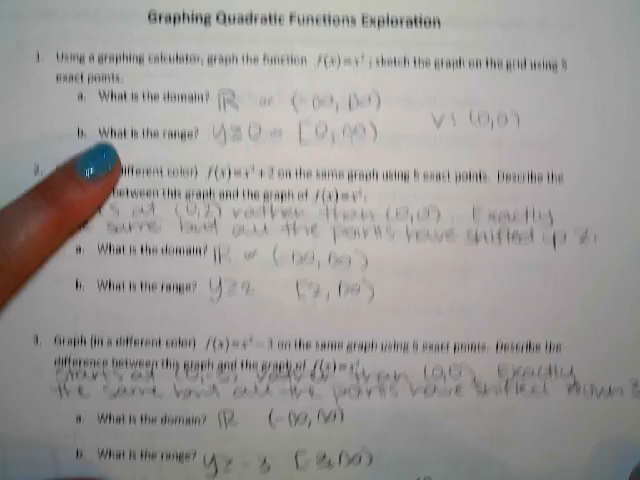 Graphing Quadratic Functions Exploration
1. Using a graphing calculator, graph the function f(x)=x² ; sketch the graph on the grid using 5
exact points.
a. What is the domain? ℝ or (-∞, ∞)
V: (0,0)
b. What is the range? y≥0 or [0,∞)
2. different color) f(x)=x²+2 on the same graph using 5 exact points. Describe the
between this graph and the graph of f(x)=x².
at (0,2) rather than (0,0). Exactly
same but all the points have shifted up 2.
a. What is the domain? ℝ or (-∞,∞)
b. What is the range? y≥2 [2,∞)
3. Graph (in a different color) f(x)=x²-3 on the same graph using 5 exact points. Describe the
difference between this graph and the graph of f(x)=x².
starts at rather than (0,0) Exactly
the same but all the points have shifted down 3
a. What is the domain? ℝ (-∞,∞)
b. What is the range? y≥-3 [-3,∞)